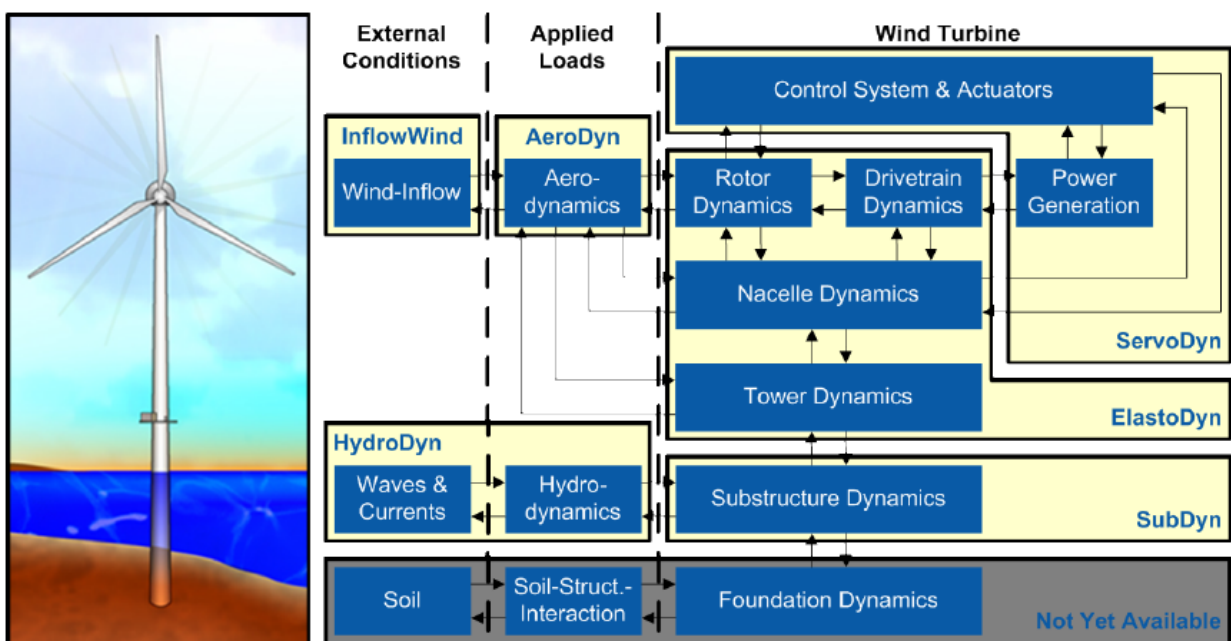 External
Conditions
Applied
Loads
Wind Turbine
Control System & Actuators
InflowWind
AeroDyn
Wind-Inflow
Aero-
dynamics
Rotor
Dynamics
Drivetrain
Dynamics
Power
Generation
Nacelle Dynamics
ServoDyn
Tower Dynamics
ElastoDyn
HydroDyn
Waves &
Currents
Hydro-
dynamics
Substructure Dynamics
SubDyn
Soil
Soil-Struct.-
Interaction
Foundation Dynamics
Not Yet Available